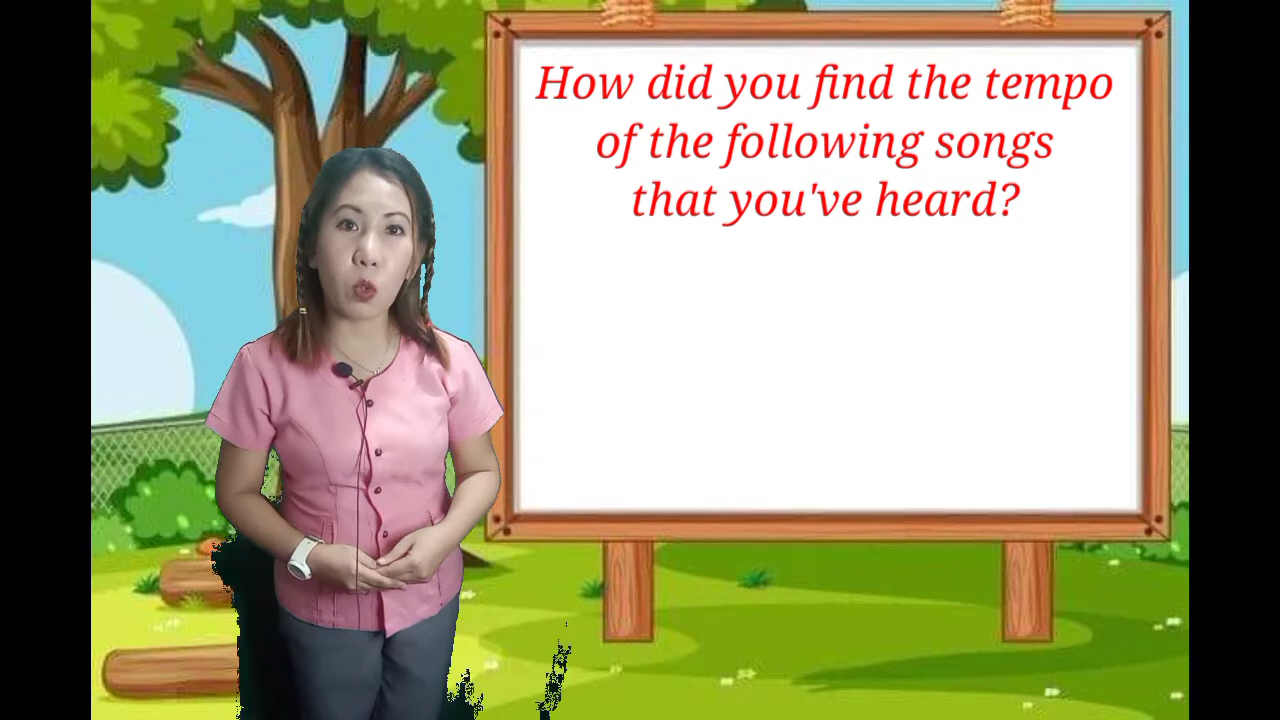 How did you find the tempo
of the following songs
that you've heard?